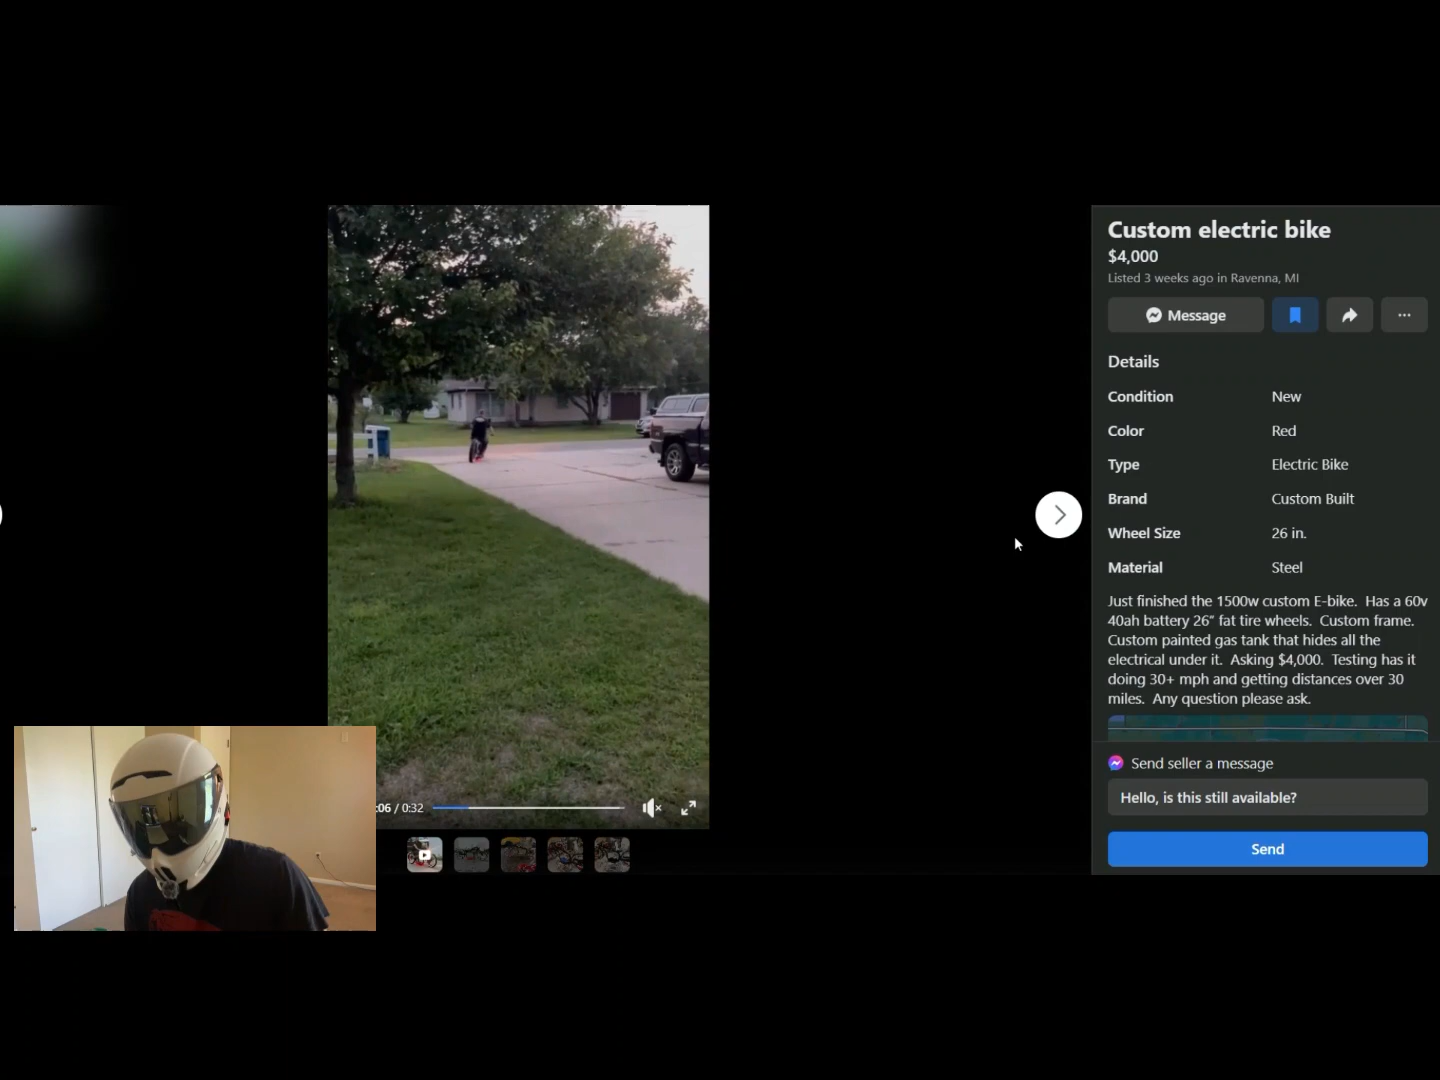 Custom electric bike
$4,000
Listed 3 weeks ago in Ravenna, MI
Message
Details
Condition New
Color Red
Type Electric Bike
Brand Custom Built
Wheel Size 26 in.
Material Steel
Just finished the 1500w custom E-bike.  Has a 60v
40ah battery 26" fat tire wheels.  Custom frame.
Custom painted gas tank that hides all the
electrical under it.  Asking $4,000.  Testing has it
doing 30+ mph and getting distances over 30
miles.  Any question please ask.
Send seller a message
Hello, is this still available?
Send
:06 / 0:32